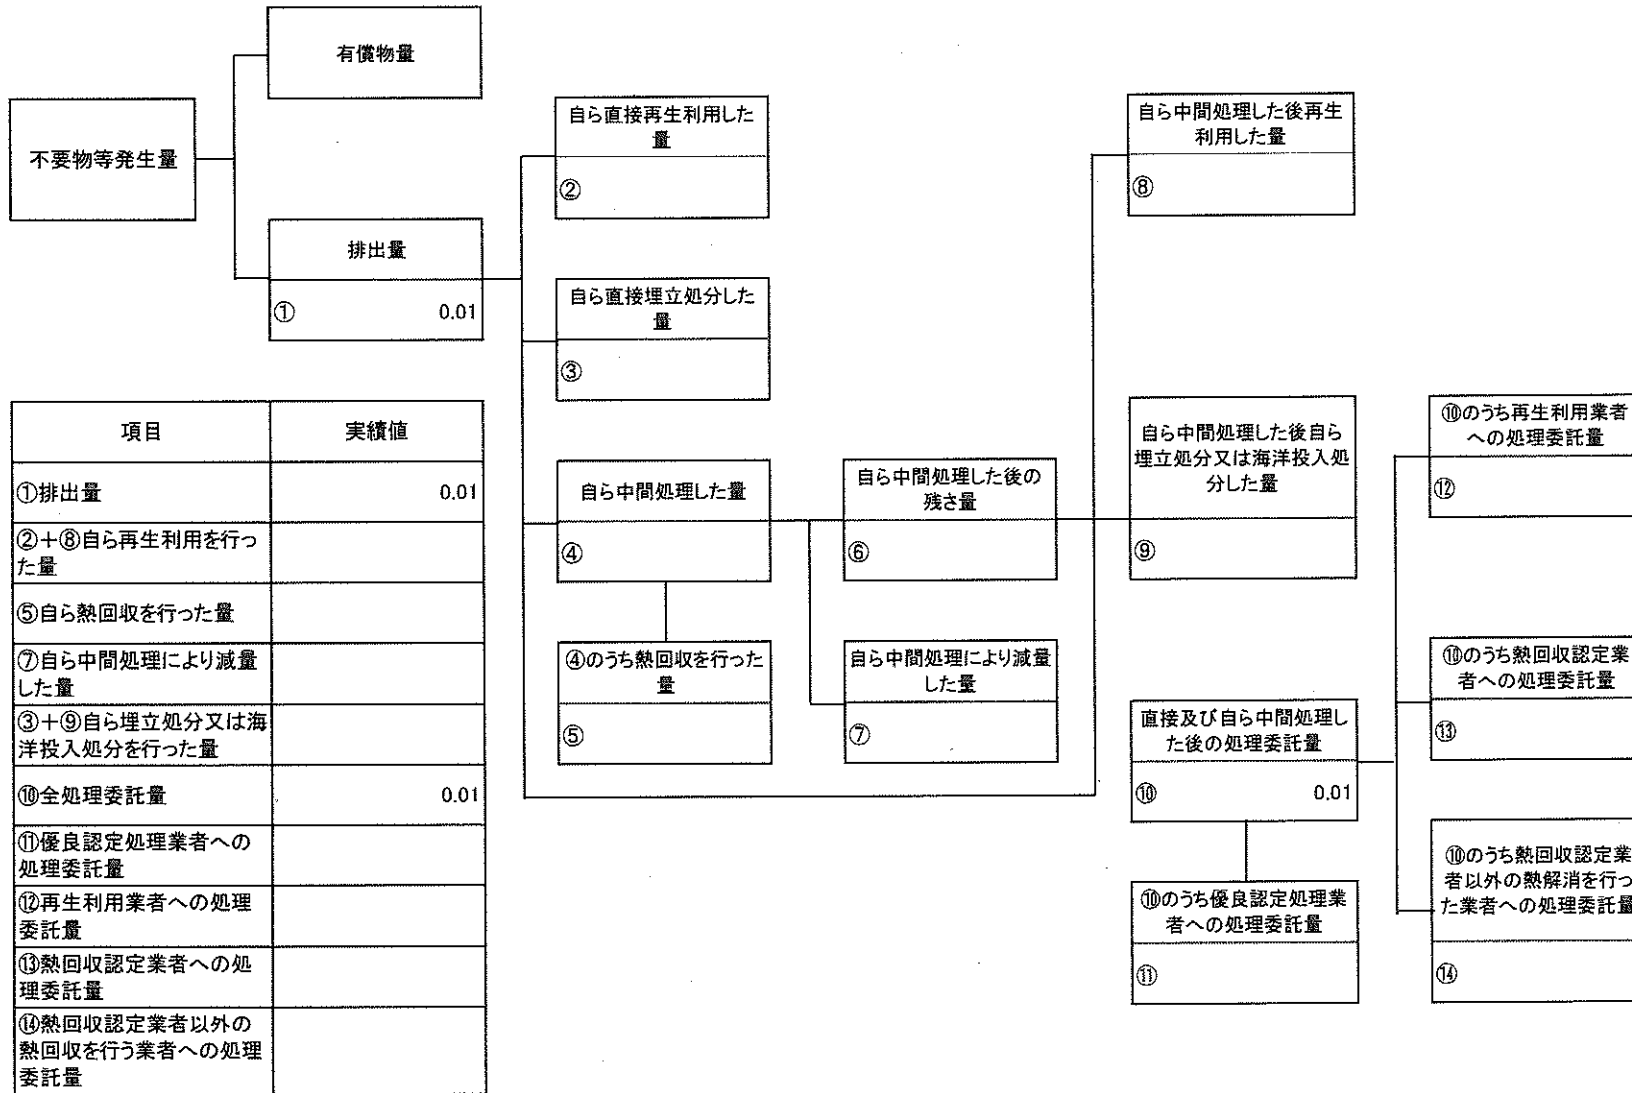 有償物量
不要物等発生量
排出量
① 0.01
自ら直接再生利用した
量
②
自ら直接埋立処分した
量
③
自ら中間処理した量
④
④のうち熱回収を行った
量
⑤
自ら中間処理した後の
残さ量
⑥
自ら中間処理により減量
した量
⑦
自ら中間処理した後再生
利用した量
⑧
自ら中間処理した後自ら
埋立処分又は海洋投入処
分した量
⑨
直接及び自ら中間処理し
た後の処理委託量
⑩ 0.01
⑩のうち優良認定処理業
者への処理委託量
⑪
⑩のうち再生利用業者
への処理委託量
⑫
⑩のうち熱回収認定業
者への処理委託量
⑬
⑩のうち熱回収認定業
者以外の熱解消を行っ
た業者への処理委託量
⑭
項目 実績値
①排出量 0.01
②＋⑧自ら再生利用を行っ
た量
⑤自ら熱回収を行った量
⑦自ら中間処理により減量
した量
③＋⑨自ら埋立処分又は海
洋投入処分を行った量
⑩全処理委託量 0.01
⑪優良認定処理業者への
処理委託量
⑫再生利用業者への処理
委託量
⑬熱回収認定業者への処
理委託量
⑭熱回収認定業者以外の
熱回収を行う業者への処理
委託量